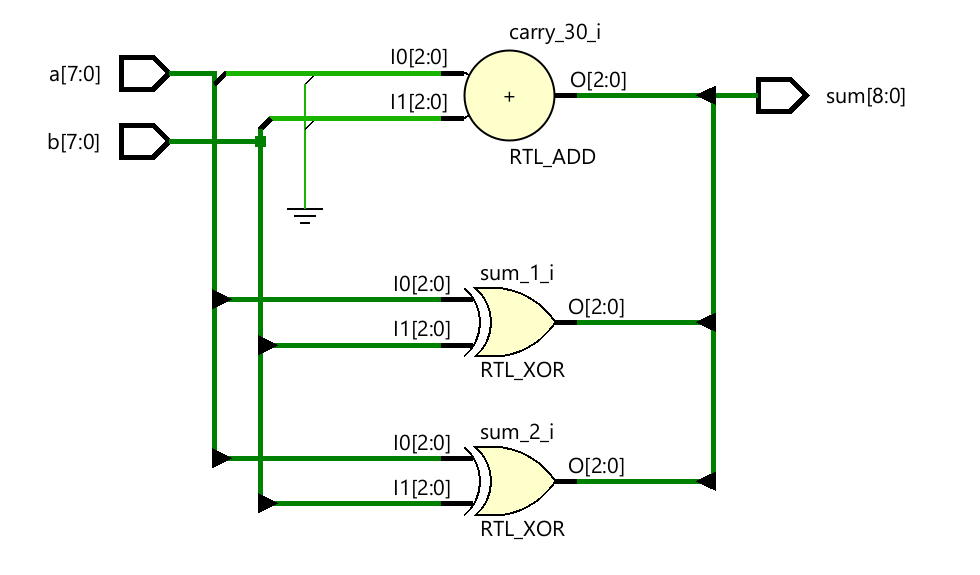 carry_30_i
a[7:0]
I0[2:0]
O[2:0]
+
sum[8:0]
I1[2:0]
b[7:0]
RTL_ADD
sum_1_i
I0[2:0]
O[2:0]
I1[2:0]
RTL_XOR
sum_2_i
I0[2:0]
O[2:0]
I1[2:0]
RTL_XOR